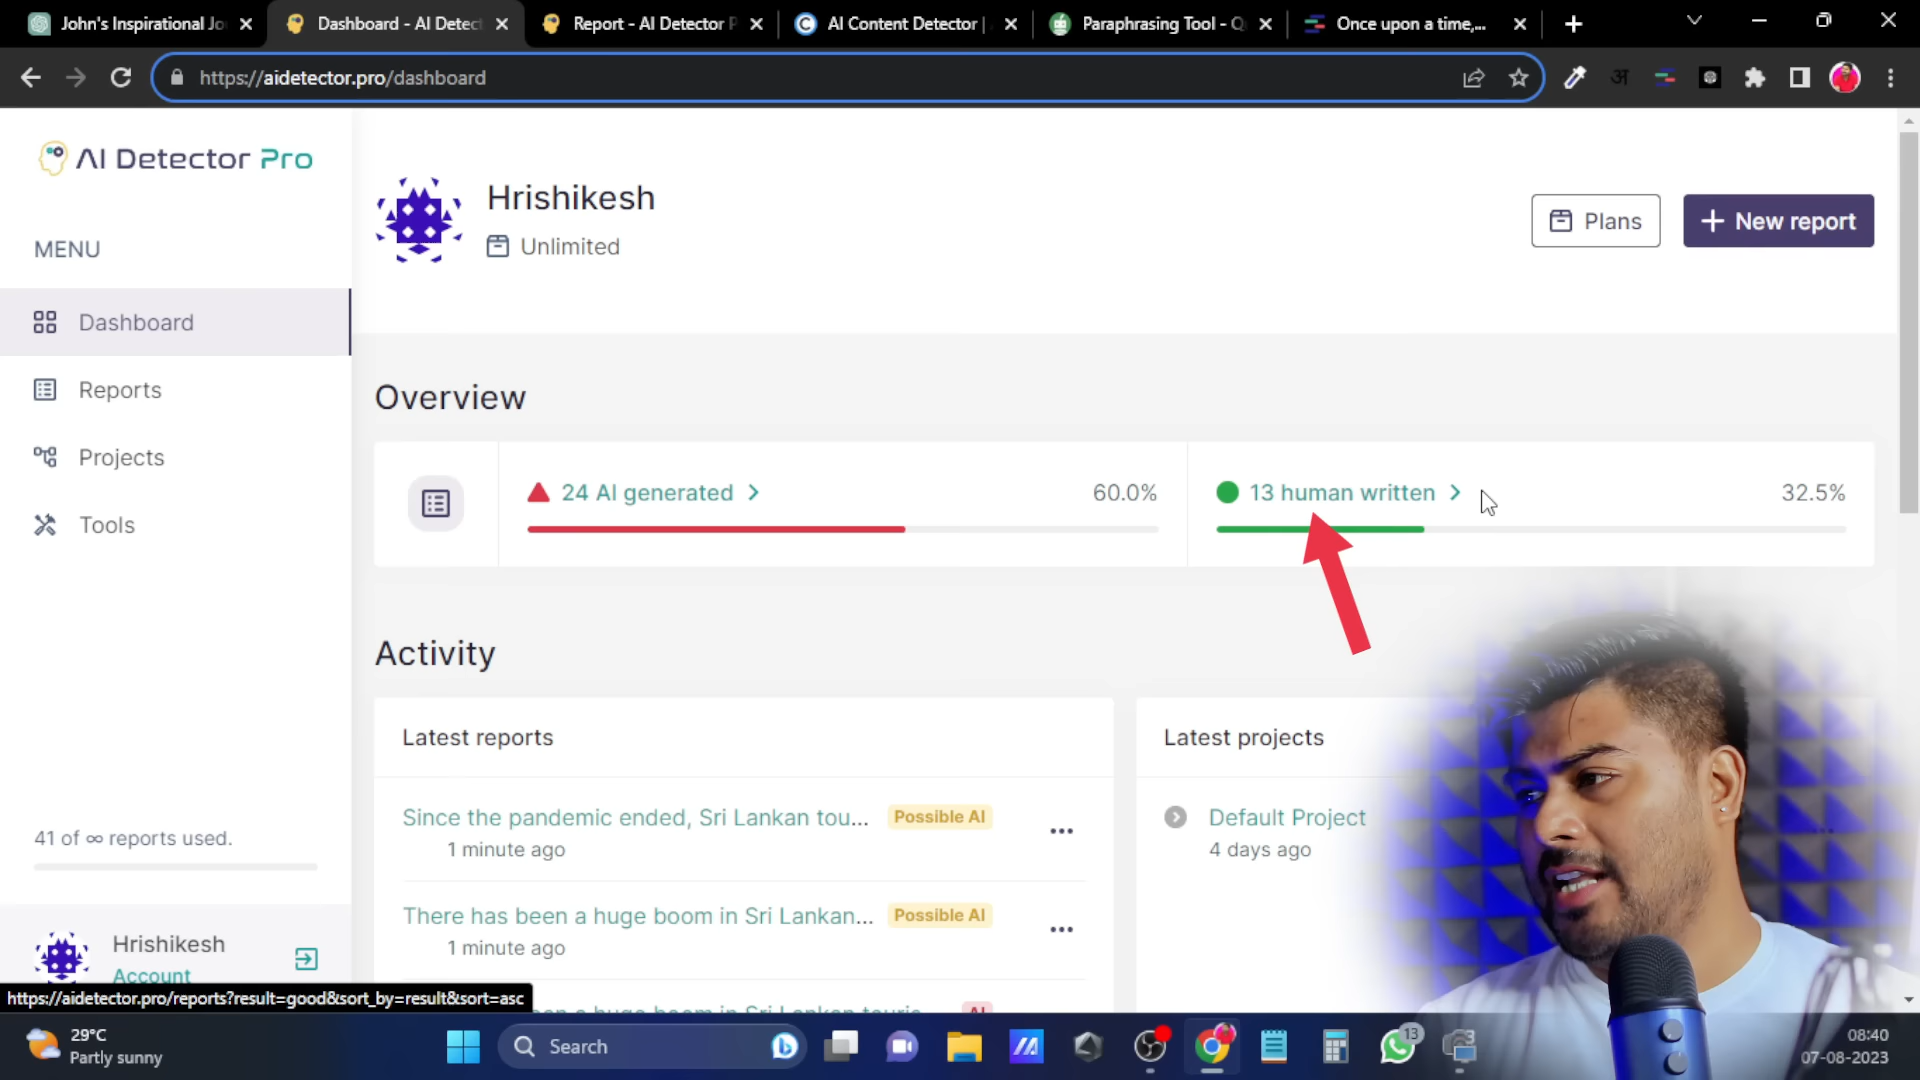 John's Inspirational Jo
Dashboard - AI Detect
Report - AI Detector P
AI Content Detector |
Paraphrasing Tool - Q
Once upon a time,...
https://aidetector.pro/dashboard
अ
AI Detector Pro
MENU
Dashboard
Reports
Projects
Tools
41 of ∞ reports used.
Hrishikesh
Account
Hrishikesh
Unlimited
Plans
+ New report
Overview
24 AI generated >
60.0%
13 human written >
32.5%
Activity
Latest reports
Since the pandemic ended, Sri Lankan tou...
Possible AI
1 minute ago
There has been a huge boom in Sri Lankan...
Possible AI
1 minute ago
Latest projects
Default Project
4 days ago
https://aidetector.pro/reports?result=good&sort_by=result&sort=asc
29°C
Partly sunny
Search
13
08:40
07-08-2023